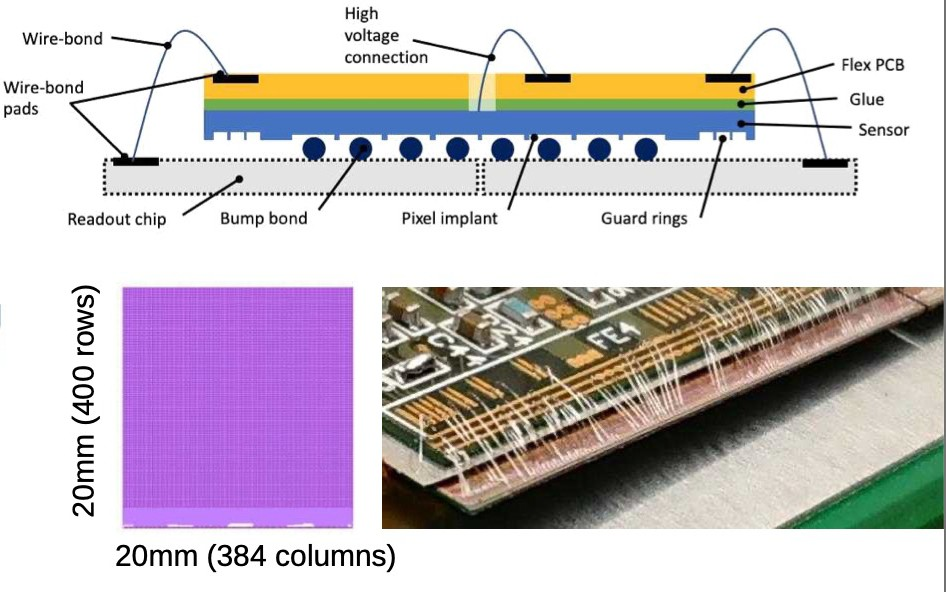 High
voltage
connection
Wire-bond
Flex PCB
Wire-bond
pads
Glue
Sensor
Readout chip
Bump bond
Pixel implant
Guard rings
20mm (400 rows)
FE4
20mm (384 columns)